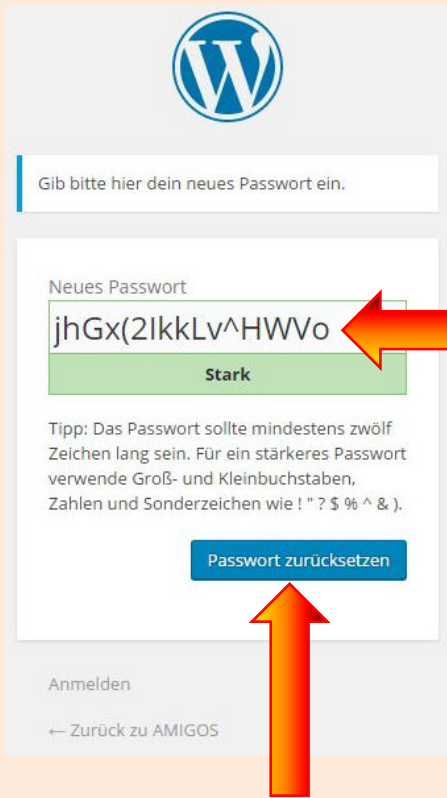 Gib bitte hier dein neues Passwort ein.
Neues Passwort
jhGx(2IkkLv^HWVo
Stark
Tipp: Das Passwort sollte mindestens zwölf
Zeichen lang sein. Für ein stärkeres Passwort
verwende Groß- und Kleinbuchstaben,
Zahlen und Sonderzeichen wie ! " ? $ % ^ & ).
Passwort zurücksetzen
Anmelden
← Zurück zu AMIGOS